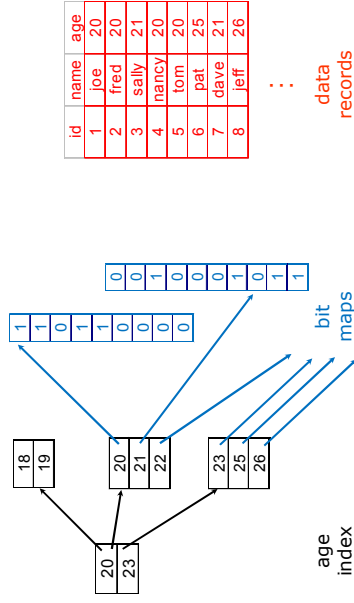 20
23
18
19
20
21
22
23
25
26
age
index
1
1
0
1
1
0
0
0
0
0
0
1
0
0
0
1
0
1
1
bit
maps
id name age
1 joe 20
2 fred 20
3 sally 21
4 nancy 20
5 tom 20
6 pat 25
7 dave 21
8 jeff 26
...
data
records